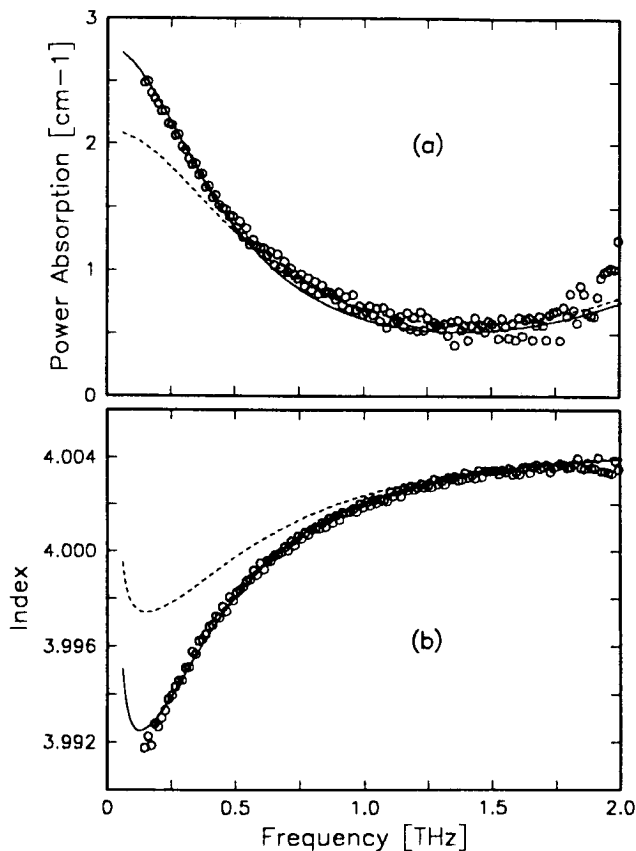 3
2
1
0
Power Absorption [cm−1]
(a)
4.004
4.000
3.996
3.992
Index
(b)
0
0.5
1.0
1.5
2.0
Frequency [THz]